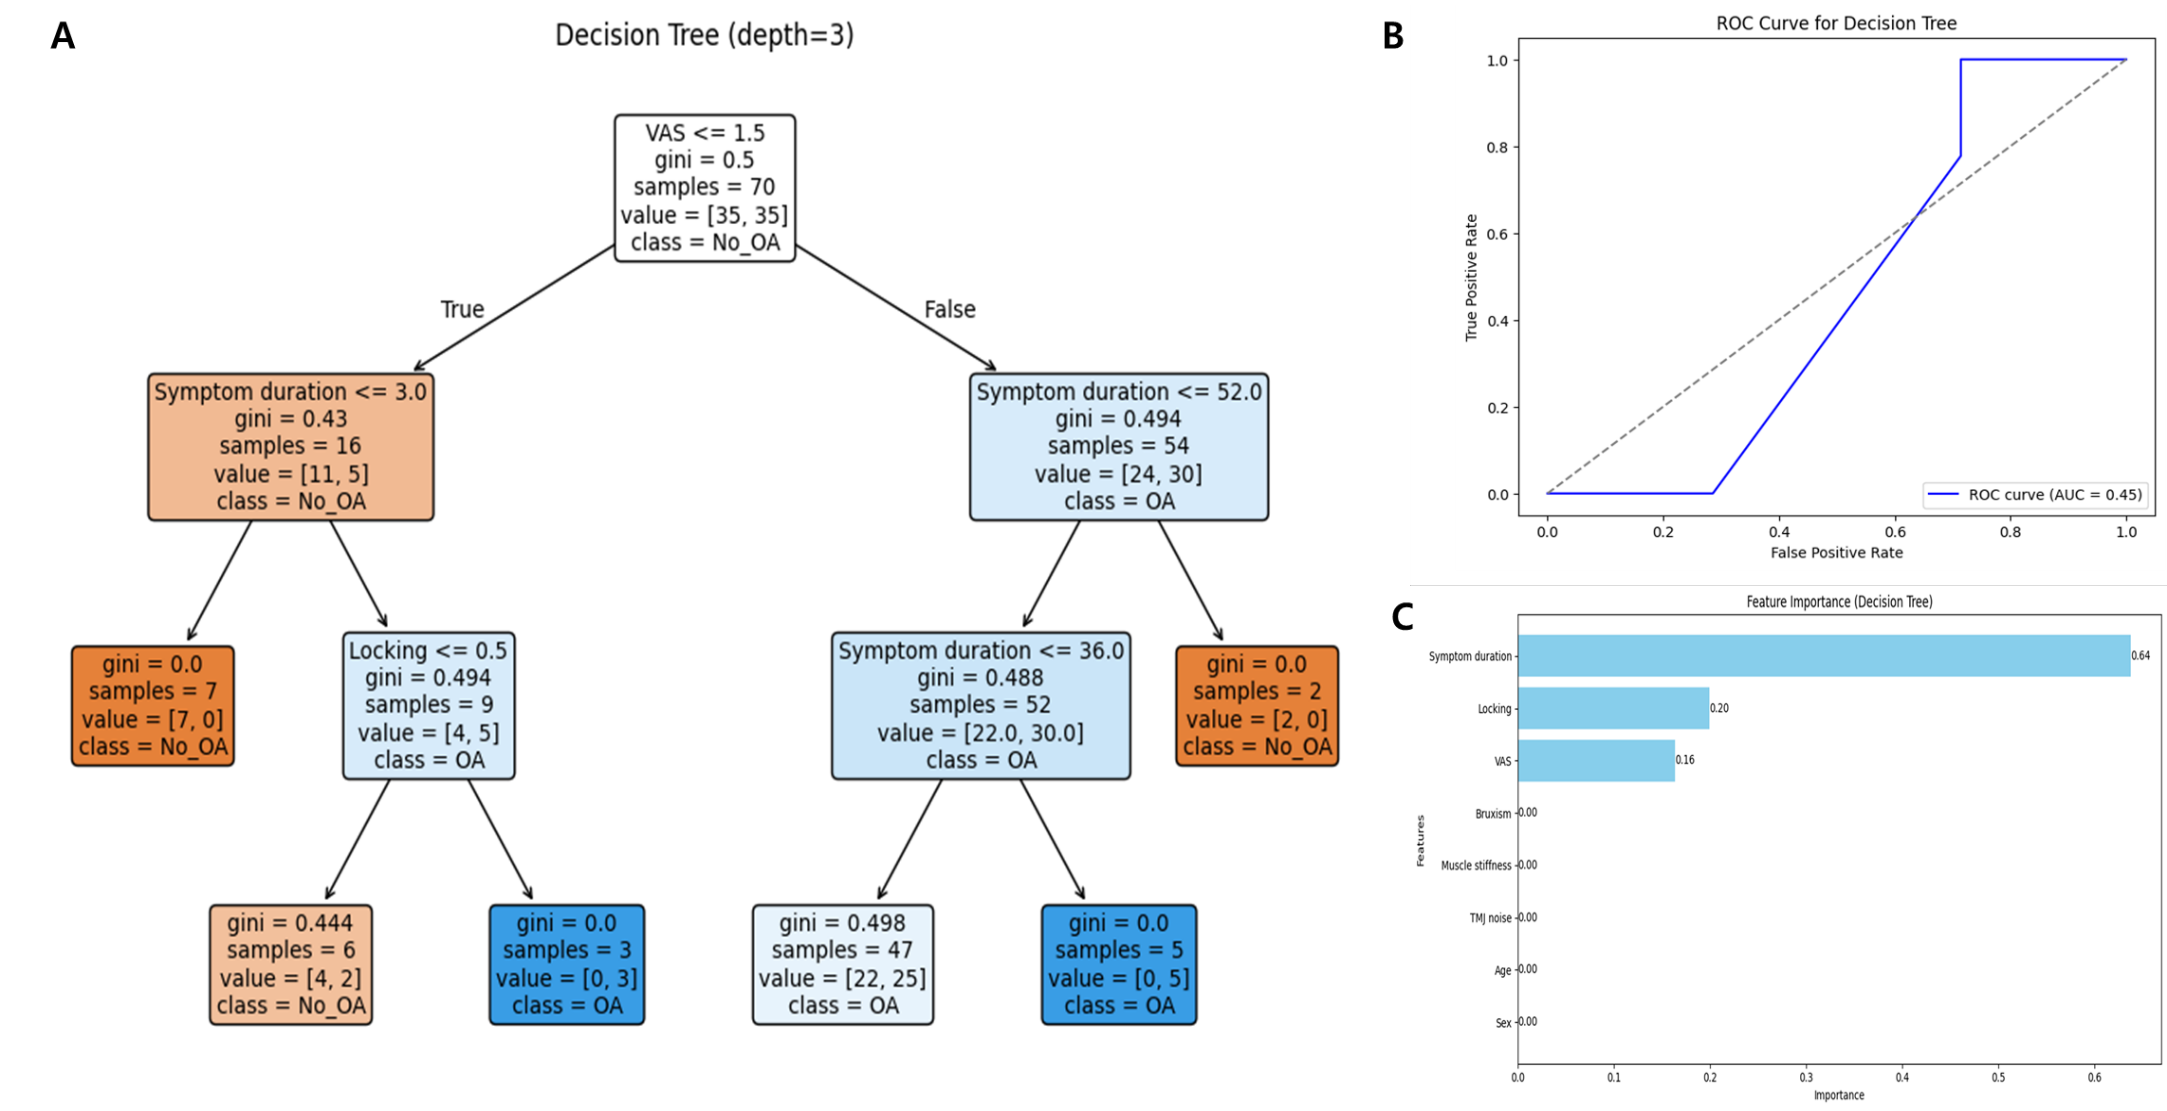 A
Decision Tree (depth=3)
VAS <= 1.5
gini = 0.5
samples = 70
value = [35, 35]
class = No_OA
True
False
Symptom duration <= 3.0
gini = 0.43
samples = 16
value = [11, 5]
class = No_OA
Symptom duration <= 52.0
gini = 0.494
samples = 54
value = [24, 30]
class = OA
gini = 0.0
samples = 7
value = [7, 0]
class = No_OA
Locking <= 0.5
gini = 0.494
samples = 9
value = [4, 5]
class = OA
Symptom duration <= 36.0
gini = 0.488
samples = 52
value = [22.0, 30.0]
class = OA
gini = 0.0
samples = 2
value = [2, 0]
class = No_OA
gini = 0.444
samples = 6
value = [4, 2]
class = No_OA
gini = 0.0
samples = 3
value = [0, 3]
class = OA
gini = 0.498
samples = 47
value = [22, 25]
class = OA
gini = 0.0
samples = 5
value = [0, 5]
class = OA
B
ROC Curve for Decision Tree
True Positive Rate
1.0
0.8
0.6
0.4
0.2
0.0
ROC curve (AUC = 0.45)
0.0 0.2 0.4 0.6 0.8 1.0
False Positive Rate
C
Feature Importance (Decision Tree)
Features
Symptom duration 0.64
Locking 0.20
VAS 0.16
Bruxism 0.00
Muscle stiffness 0.00
TMJ noise 0.00
Age 0.00
Sex 0.00
0.0 0.1 0.2 0.3 0.4 0.5 0.6
Importance